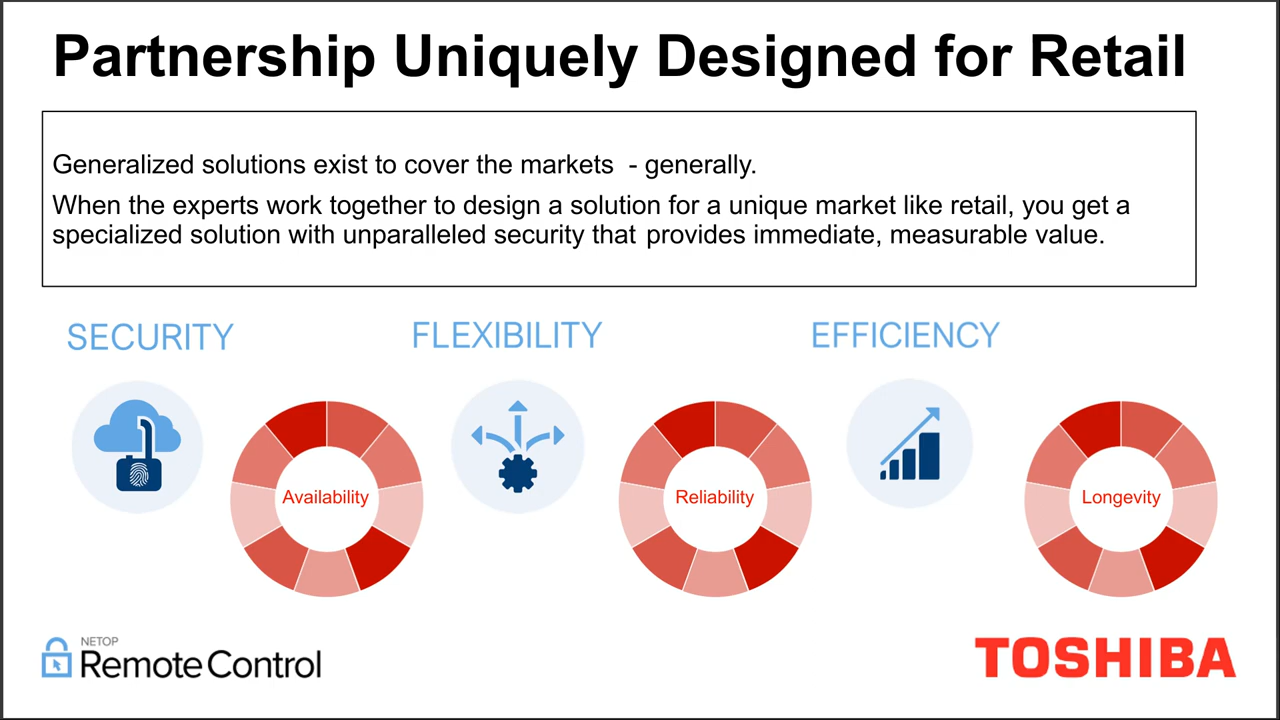 Partnership Uniquely Designed for Retail
Generalized solutions exist to cover the markets - generally.
When the experts work together to design a solution for a unique market like retail, you get a
specialized solution with unparalleled security that provides immediate, measurable value.
SECURITY
FLEXIBILITY
EFFICIENCY
Availability
Reliability
Longevity
NETOP
Remote Control
TOSHIBA